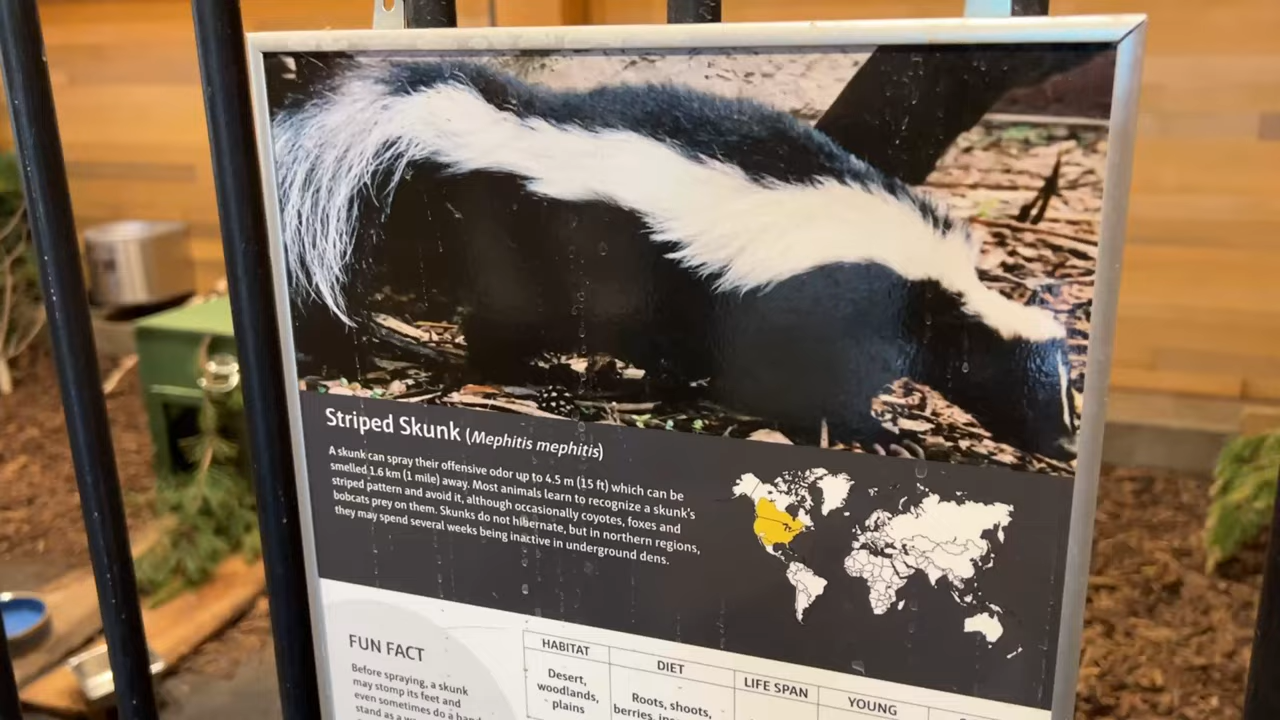 Striped Skunk (Mephitis mephitis)
A skunk can spray their offensive odor up to 4.5 m (15 ft) which can be
smelled 1.6 km (1 mile) away. Most animals learn to recognize a skunk's
striped pattern and avoid it, although occasionally coyotes, foxes and
bobcats prey on them. Skunks do not hibernate, but in northern regions,
they may spend several weeks being inactive in underground dens.
FUN FACT
Before spraying, a skunk
may stomp its feet and
even sometimes do a
stand as a
HABITAT
Desert,
woodlands,
plains
DIET
Roots, shoots,
berries,
LIFE SPAN
YOUNG